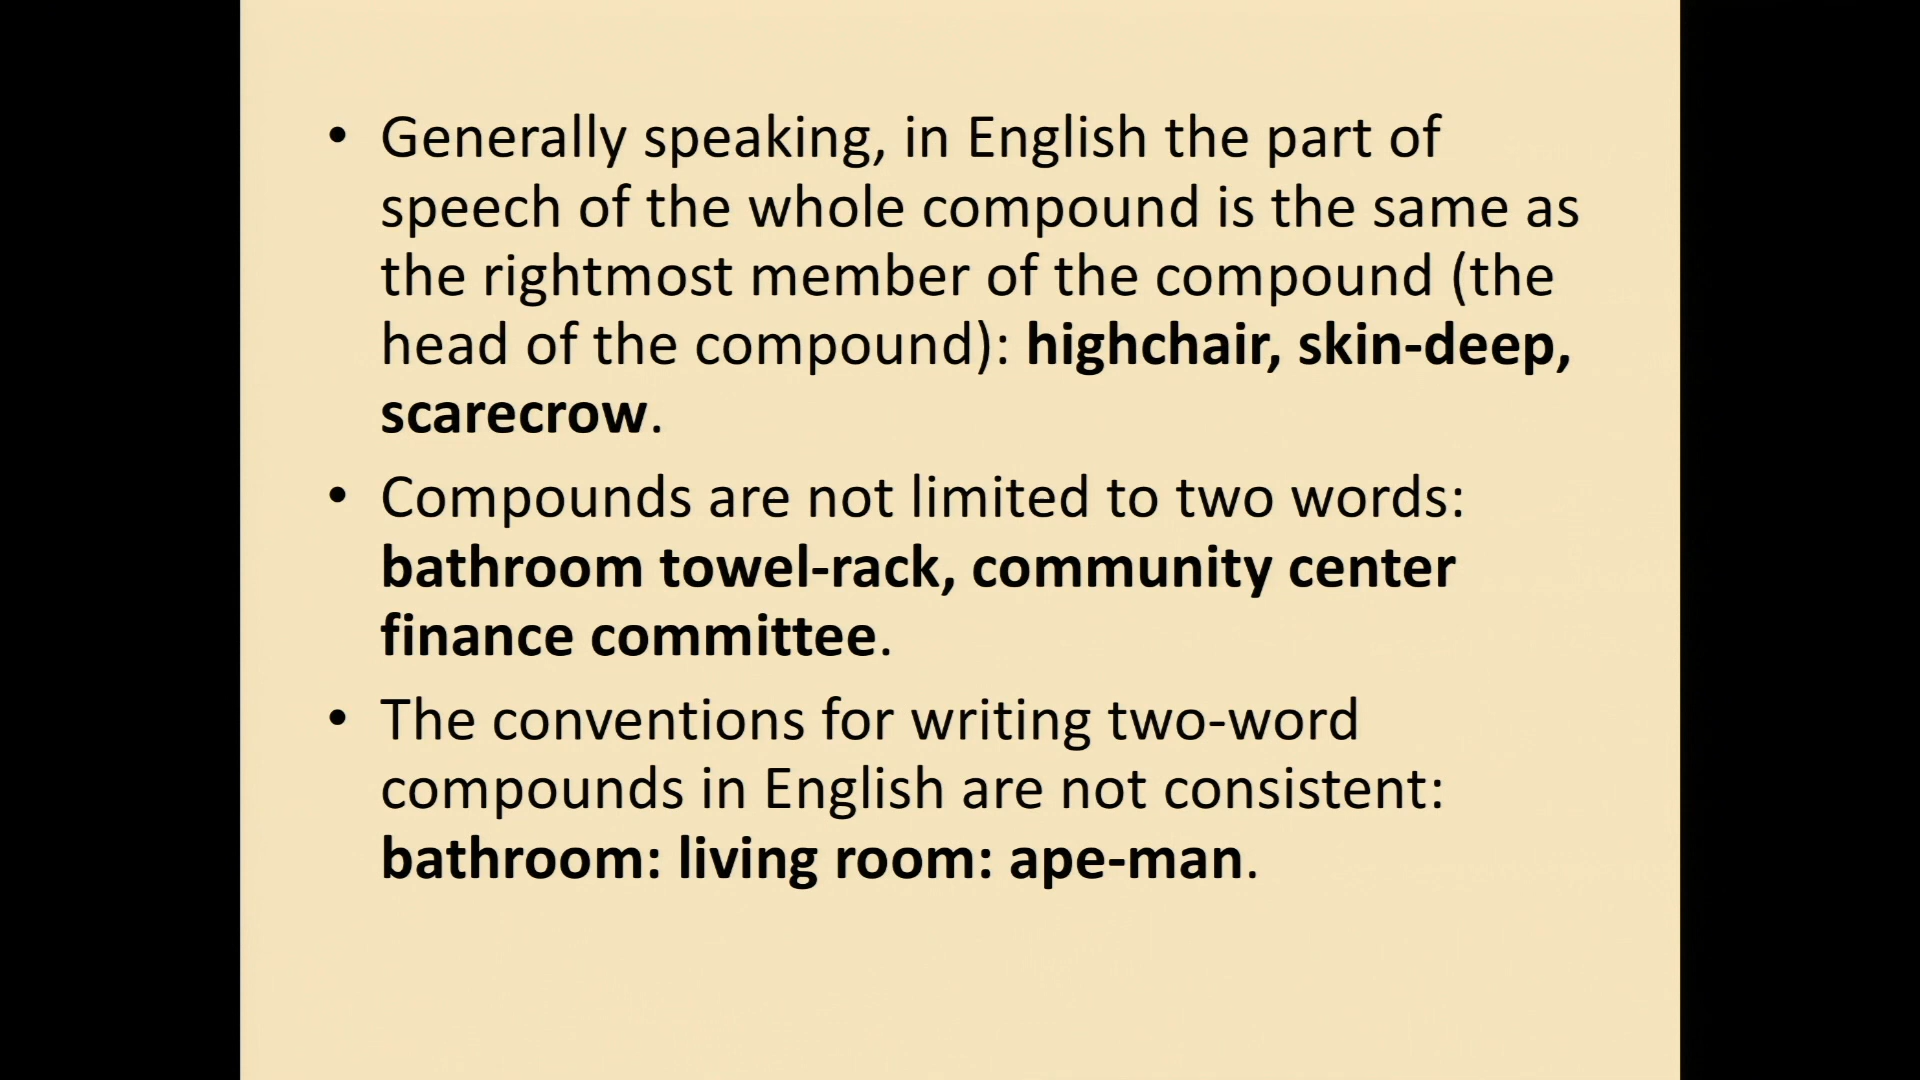 • Generally speaking, in English the part of
speech of the whole compound is the same as
the rightmost member of the compound (the
head of the compound): highchair, skin-deep,
scarecrow.
• Compounds are not limited to two words:
bathroom towel-rack, community center
finance committee.
• The conventions for writing two-word
compounds in English are not consistent:
bathroom: living room: ape-man.